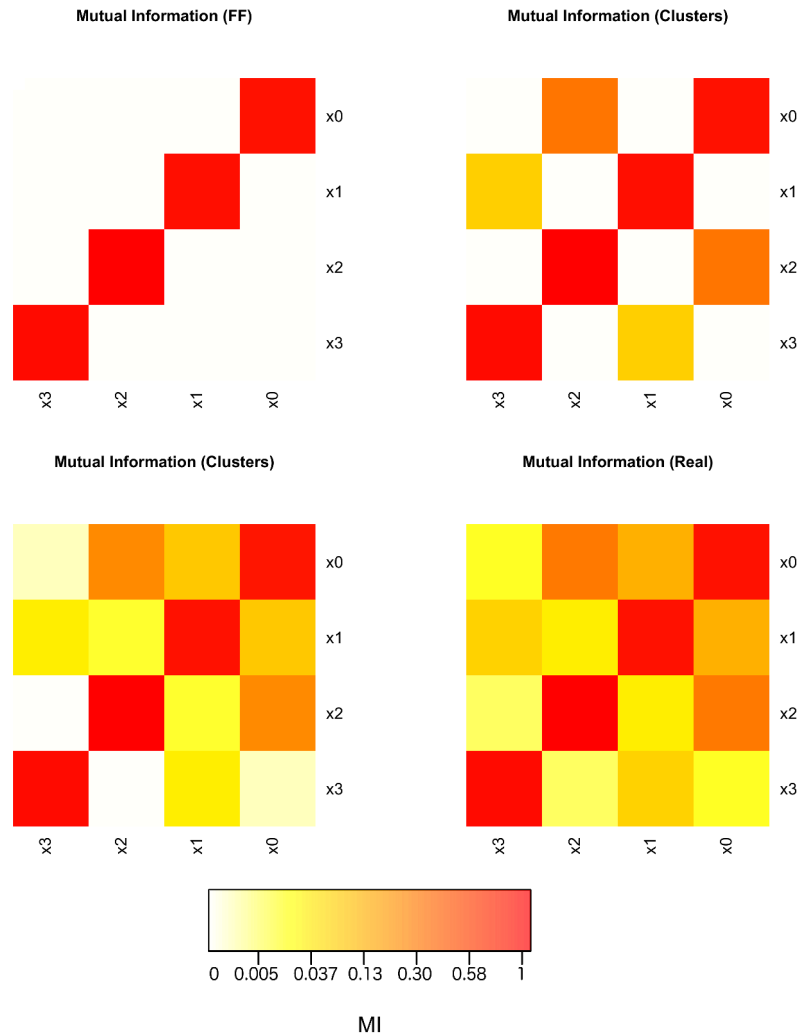 Mutual Information (FF)
x0
x1
x2
x3
x3 x2 x1 x0
Mutual Information (Clusters)
x0
x1
x2
x3
x3 x2 x1 x0
Mutual Information (Clusters)
x0
x1
x2
x3
x3 x2 x1 x0
Mutual Information (Real)
x0
x1
x2
x3
x3 x2 x1 x0
0 0.005 0.037 0.13 0.30 0.58 1
MI